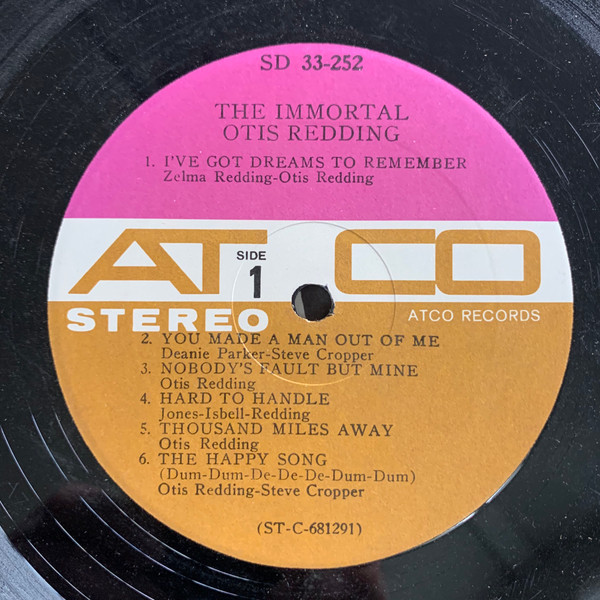 SD 33-252
THE IMMORTAL
OTIS REDDING
1. I'VE GOT DREAMS TO REMEMBER
Zelma Redding-Otis Redding
AT CO
SIDE
1
STEREO
ATCO RECORDS
2. YOU MADE A MAN OUT OF ME
Deanie Parker-Steve Cropper
3. NOBODY'S FAULT BUT MINE
Otis Redding
4. HARD TO HANDLE
Jones-Isbell-Redding
5. THOUSAND MILES AWAY
Otis Redding
6. THE HAPPY SONG
(Dum-Dum-De-De-De-Dum-Dum)
Otis Redding-Steve Cropper
(ST-C-681291)